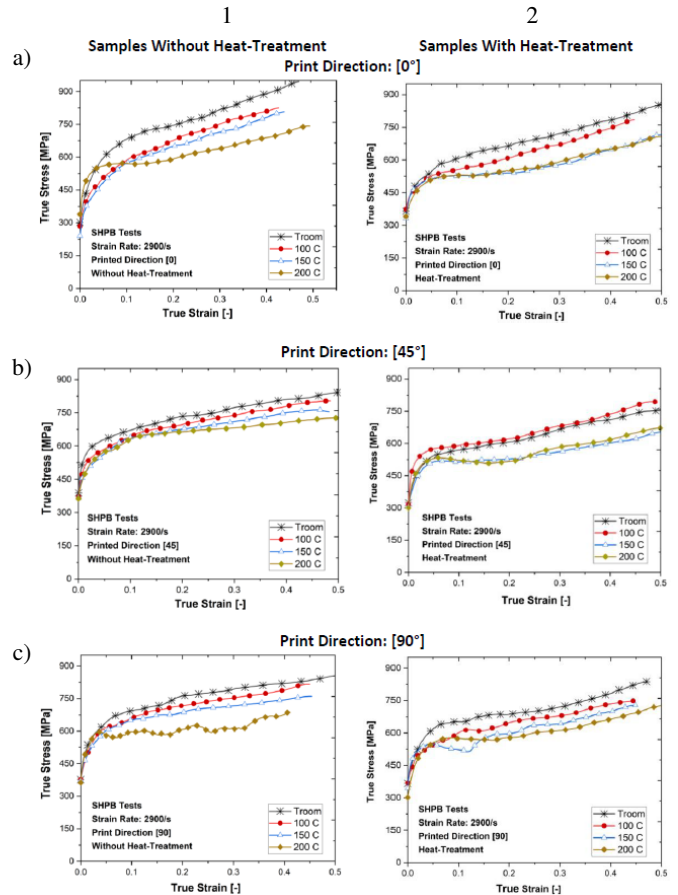 1 2
Samples Without Heat-Treatment Samples With Heat-Treatment
a)
Print Direction: [0°]
900
750
600
450
300
150
0
True Stress [MPa]
SHPB Tests
Strain Rate: 2900/s
Printed Direction [0]
Without Heat-Treatment
Troom
100 C
150 C
200 C
0.0 0.1 0.2 0.3 0.4 0.5
True Strain [-]
900
750
600
450
300
150
0
True Stress [MPa]
SHPB Tests
Strain Rate: 2900/s
Printed Direction [0]
Heat-Treatment
Troom
100 C
150 C
200 C
0.0 0.1 0.2 0.3 0.4 0.5
True Strain [-]
b)
Print Direction: [45°]
900
750
600
450
300
150
0
True Stress [MPa]
SHPB Tests
Strain Rate: 2900/s
Printed Direction [45]
Without Heat-Treatment
Troom
100 C
150 C
200 C
0.0 0.1 0.2 0.3 0.4 0.5
True Strain [-]
900
750
600
450
300
150
0
True Stress [MPa]
SHPB Tests
Strain Rate: 2900/s
Printed Direction [45]
Heat-Treatment
Troom
100 C
150 C
200 C
0.0 0.1 0.2 0.3 0.4 0.5
True Strain [-]
c)
Print Direction: [90°]
900
750
600
450
300
150
0
True Stress [MPa]
SHPB Tests
Strain Rate: 2900/s
Print Direction [90]
Without Heat-Treatment
Troom
100 C
150 C
200 C
0.0 0.1 0.2 0.3 0.4 0.5
True Strain [-]
900
750
600
450
300
150
0
True Stress [MPa]
SHPB Tests
Strain Rate: 2900/s
Printed Direction [90]
Heat-Treatment
Troom
100 C
150 C
200 C
0.0 0.1 0.2 0.3 0.4 0.5
True Strain [-]